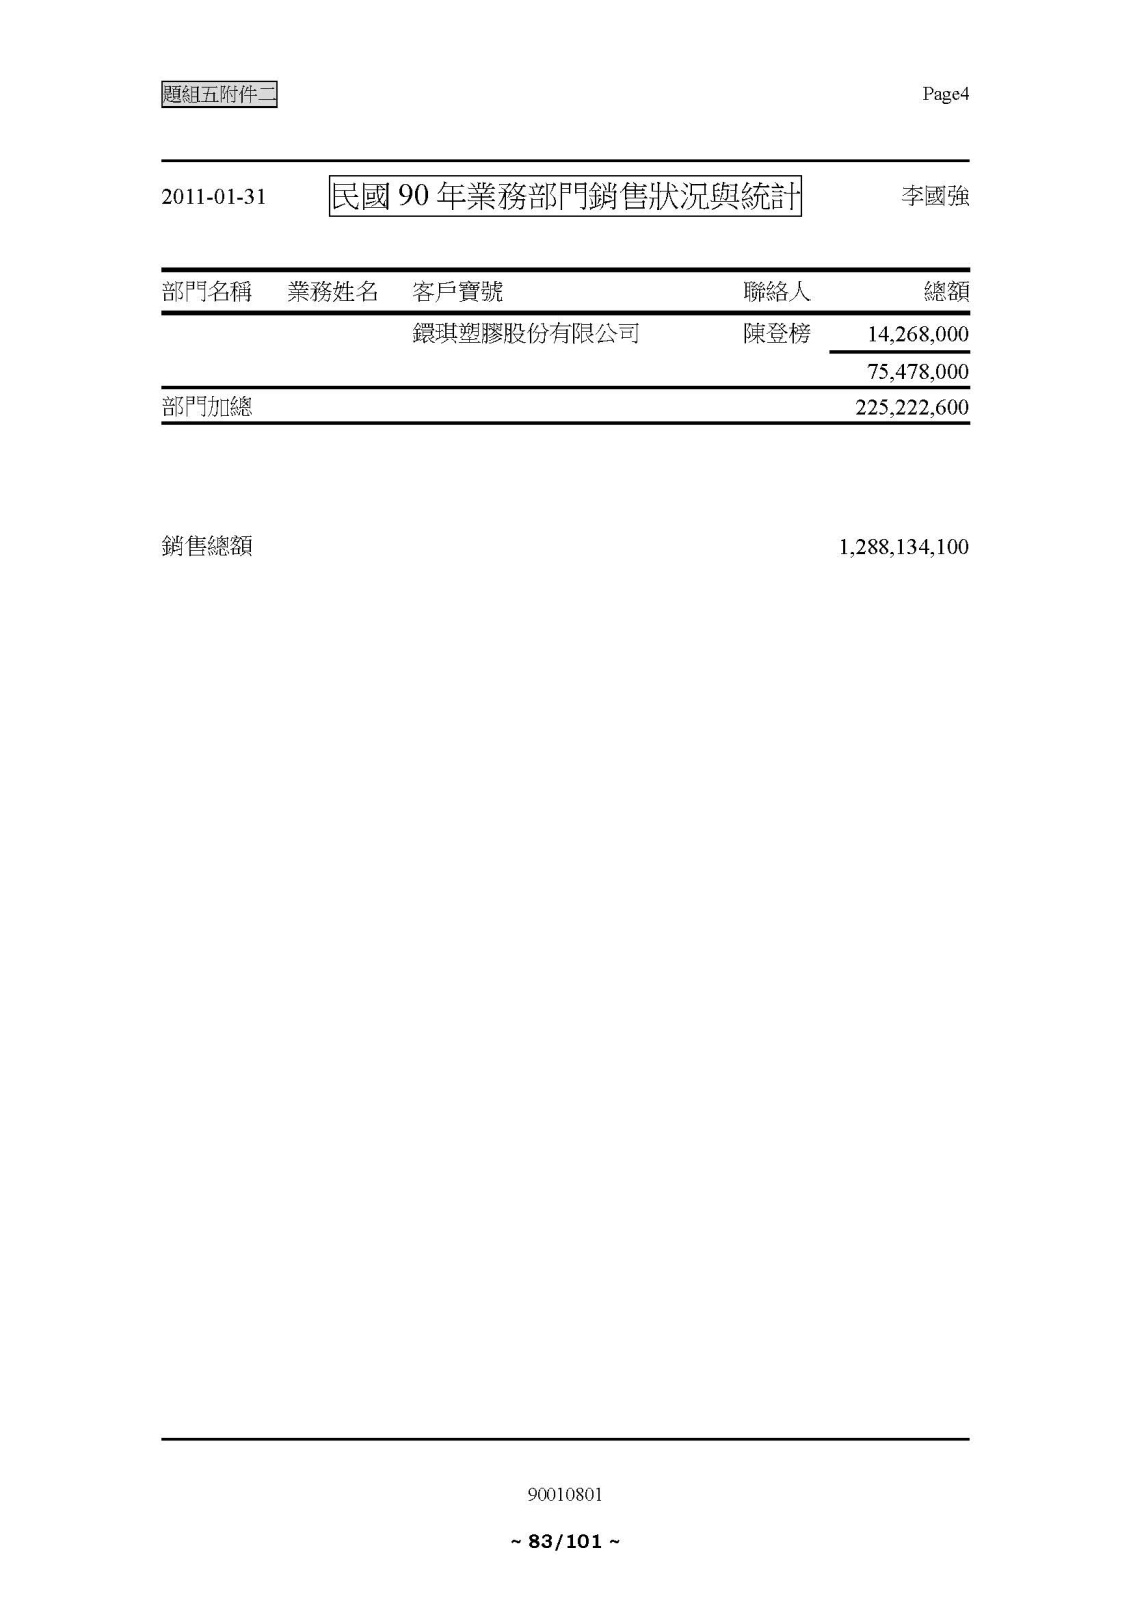 題組五附件二 Page4
2011-01-31 民國 90 年業務部門銷售狀況與統計 李國強
部門名稱 業務姓名 客戶寶號 聯絡人 總額
鐶琪塑膠股份有限公司 陳登榜 14,268,000
75,478,000
部門加總 225,222,600
銷售總額 1,288,134,100
90010801
~ 83/101 ~